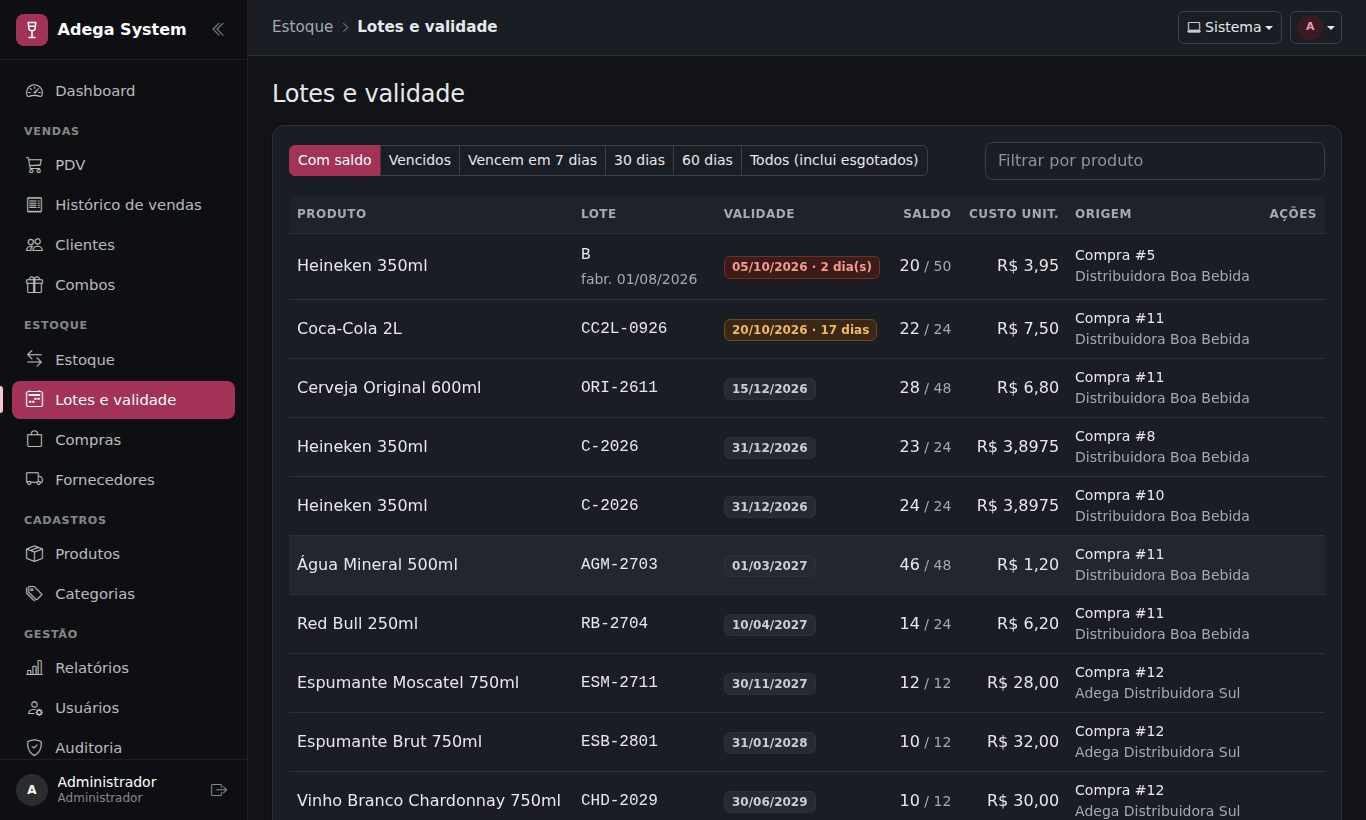 Adega System
Estoque > Lotes e validade
Sistema
A
Dashboard
VENDAS
PDV
Histórico de vendas
Clientes
Combos
ESTOQUE
Estoque
Lotes e validade
Compras
Fornecedores
CADASTROS
Produtos
Categorias
GESTÃO
Relatórios
Usuários
Auditoria
A
Administrador
Administrador
Lotes e validade
Com saldo Vencidos Vencem em 7 dias 30 dias 60 dias Todos (inclui esgotados)
Filtrar por produto
PRODUTO LOTE VALIDADE SALDO CUSTO UNIT. ORIGEM AÇÕES
Heineken 350ml B fabr. 01/08/2026 05/10/2026 · 2 dia(s) 20 / 50 R$ 3,95 Compra #5 Distribuidora Boa Bebida
Coca-Cola 2L CC2L-0926 20/10/2026 · 17 dias 22 / 24 R$ 7,50 Compra #11 Distribuidora Boa Bebida
Cerveja Original 600ml ORI-2611 15/12/2026 28 / 48 R$ 6,80 Compra #11 Distribuidora Boa Bebida
Heineken 350ml C-2026 31/12/2026 23 / 24 R$ 3,8975 Compra #8 Distribuidora Boa Bebida
Heineken 350ml C-2026 31/12/2026 24 / 24 R$ 3,8975 Compra #10 Distribuidora Boa Bebida
Água Mineral 500ml AGM-2703 01/03/2027 46 / 48 R$ 1,20 Compra #11 Distribuidora Boa Bebida
Red Bull 250ml RB-2704 10/04/2027 14 / 24 R$ 6,20 Compra #11 Distribuidora Boa Bebida
Espumante Moscatel 750ml ESM-2711 30/11/2027 12 / 12 R$ 28,00 Compra #12 Adega Distribuidora Sul
Espumante Brut 750ml ESB-2801 31/01/2028 10 / 12 R$ 32,00 Compra #12 Adega Distribuidora Sul
Vinho Branco Chardonnay 750ml CHD-2029 30/06/2029 10 / 12 R$ 30,00 Compra #12 Adega Distribuidora Sul